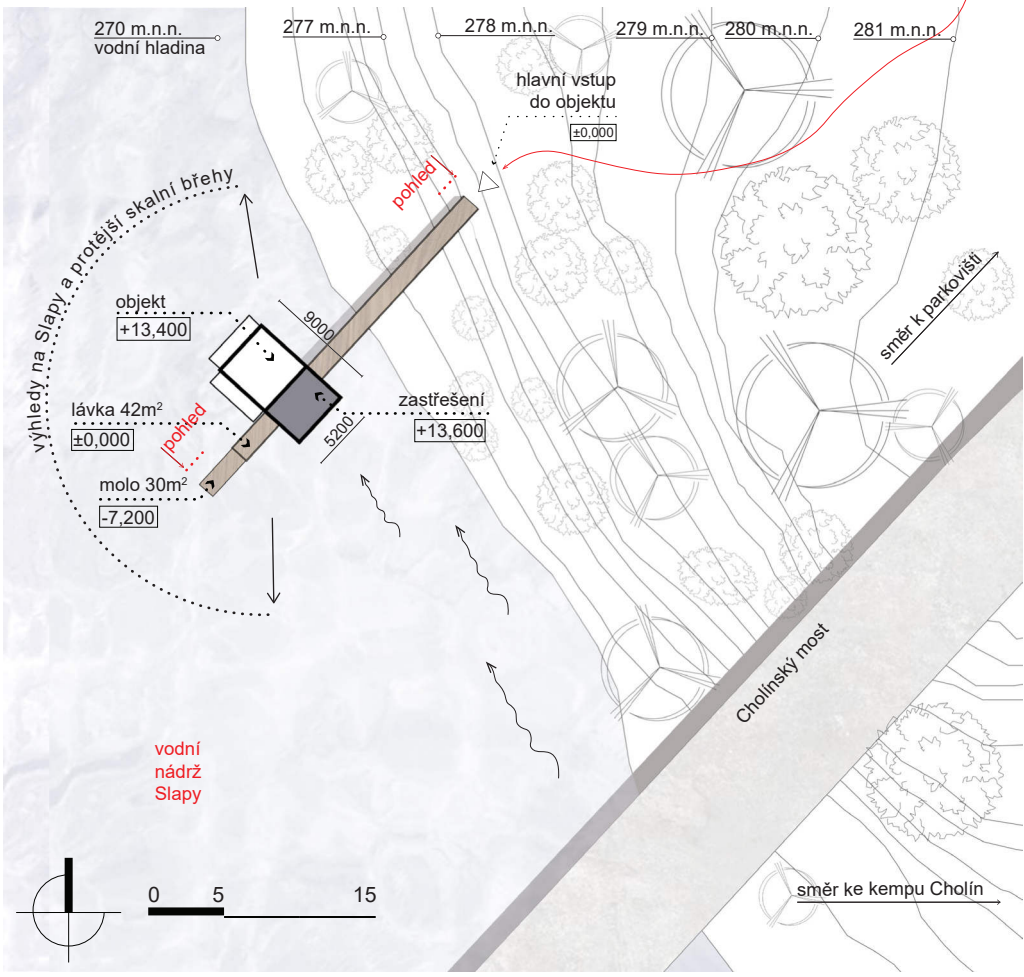 270 m.n.n.
vodní hladina
277 m.n.n.
278 m.n.n.
279 m.n.n.
280 m.n.n.
281 m.n.n.
hlavní vstup
do objektu
±0,000
pohled
výhledy na Slapy a protější skalní břehy
objekt
+13,400
9000
směr k parkovišti
lávka 42m²
±0,000
pohled
5200
zastřešení
+13,600
molo 30m²
-7,200
Cholínský most
vodní
nádrž
Slapy
0 5 15
směr ke kempu Cholín